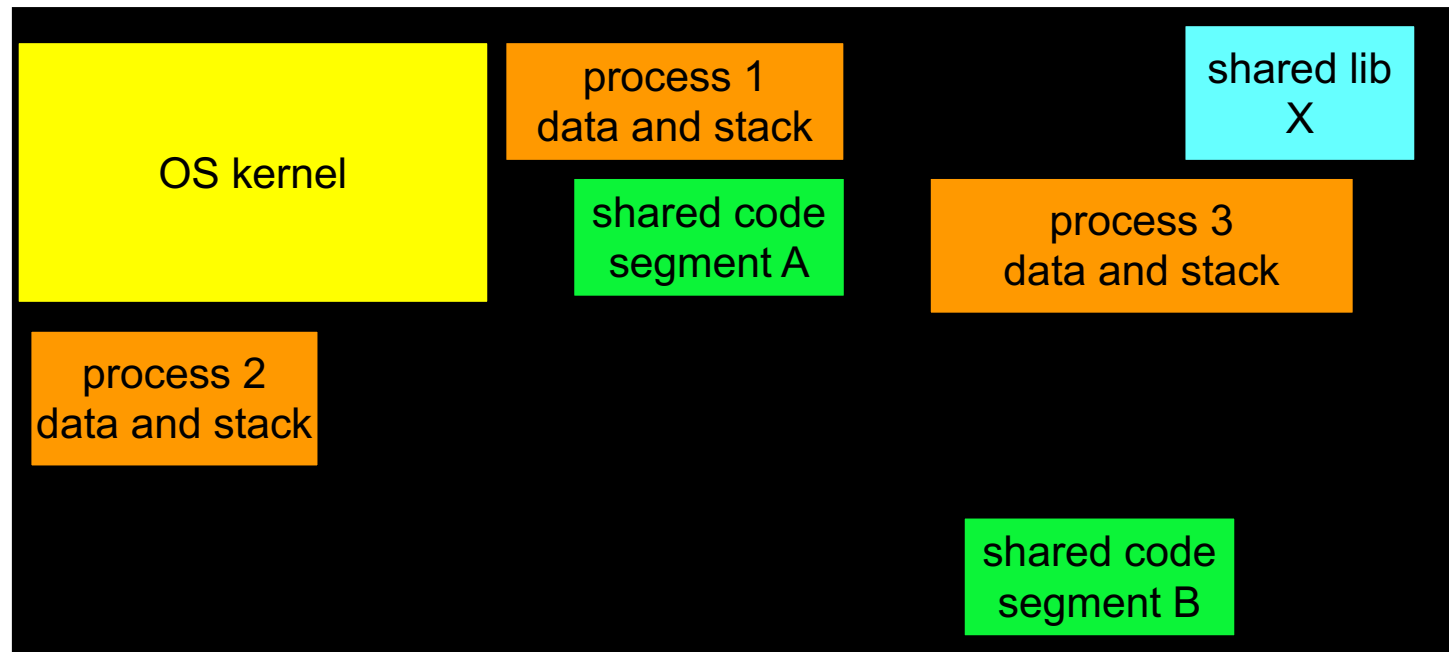 OS kernel
process 1
data and stack
shared lib
X
shared code
segment A
process 3
data and stack
process 2
data and stack
shared code
segment B